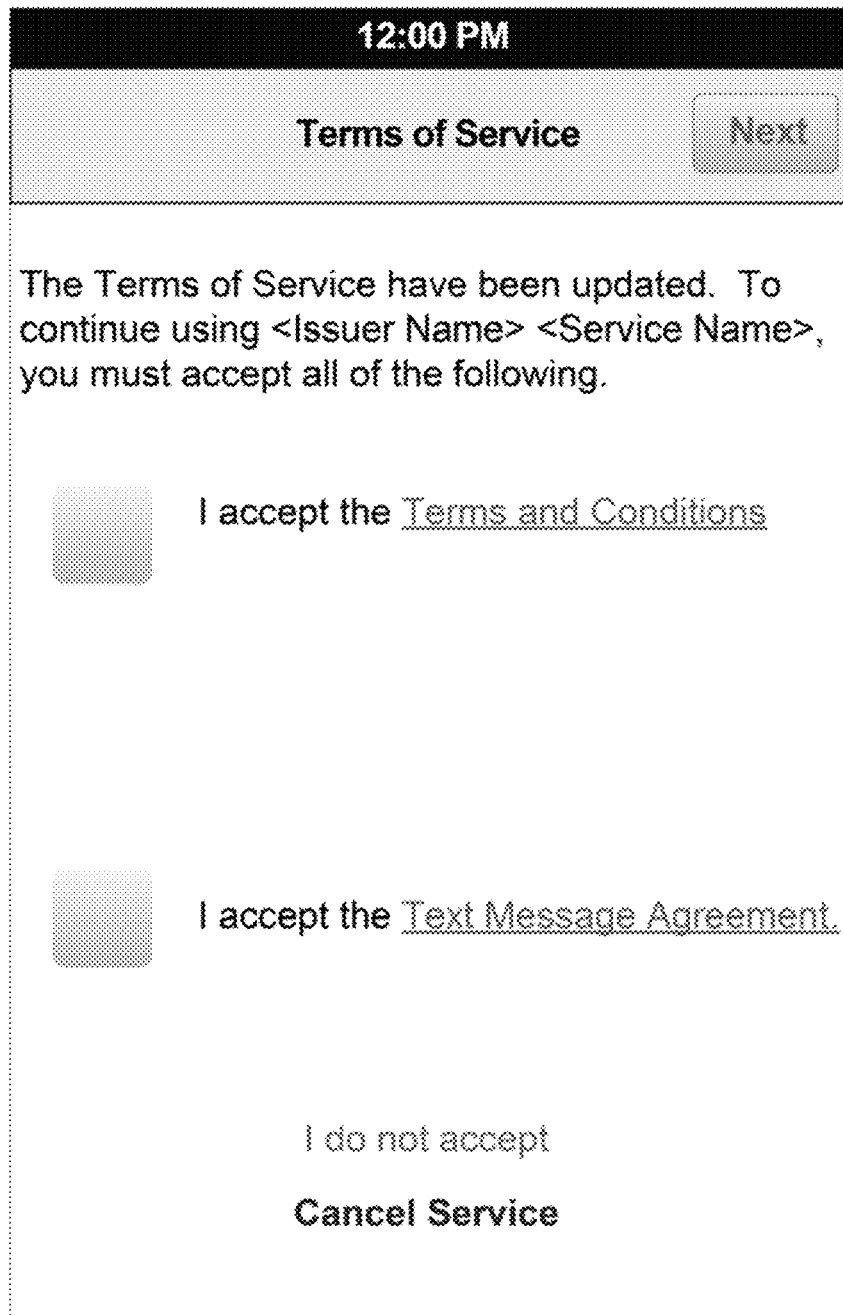 12:00 PM
Terms of Service
Next
The Terms of Service have been updated. To
continue using <Issuer Name> <Service Name>,
you must accept all of the following.
I accept the Terms and Conditions
I accept the Text Message Agreement.
I do not accept
Cancel Service